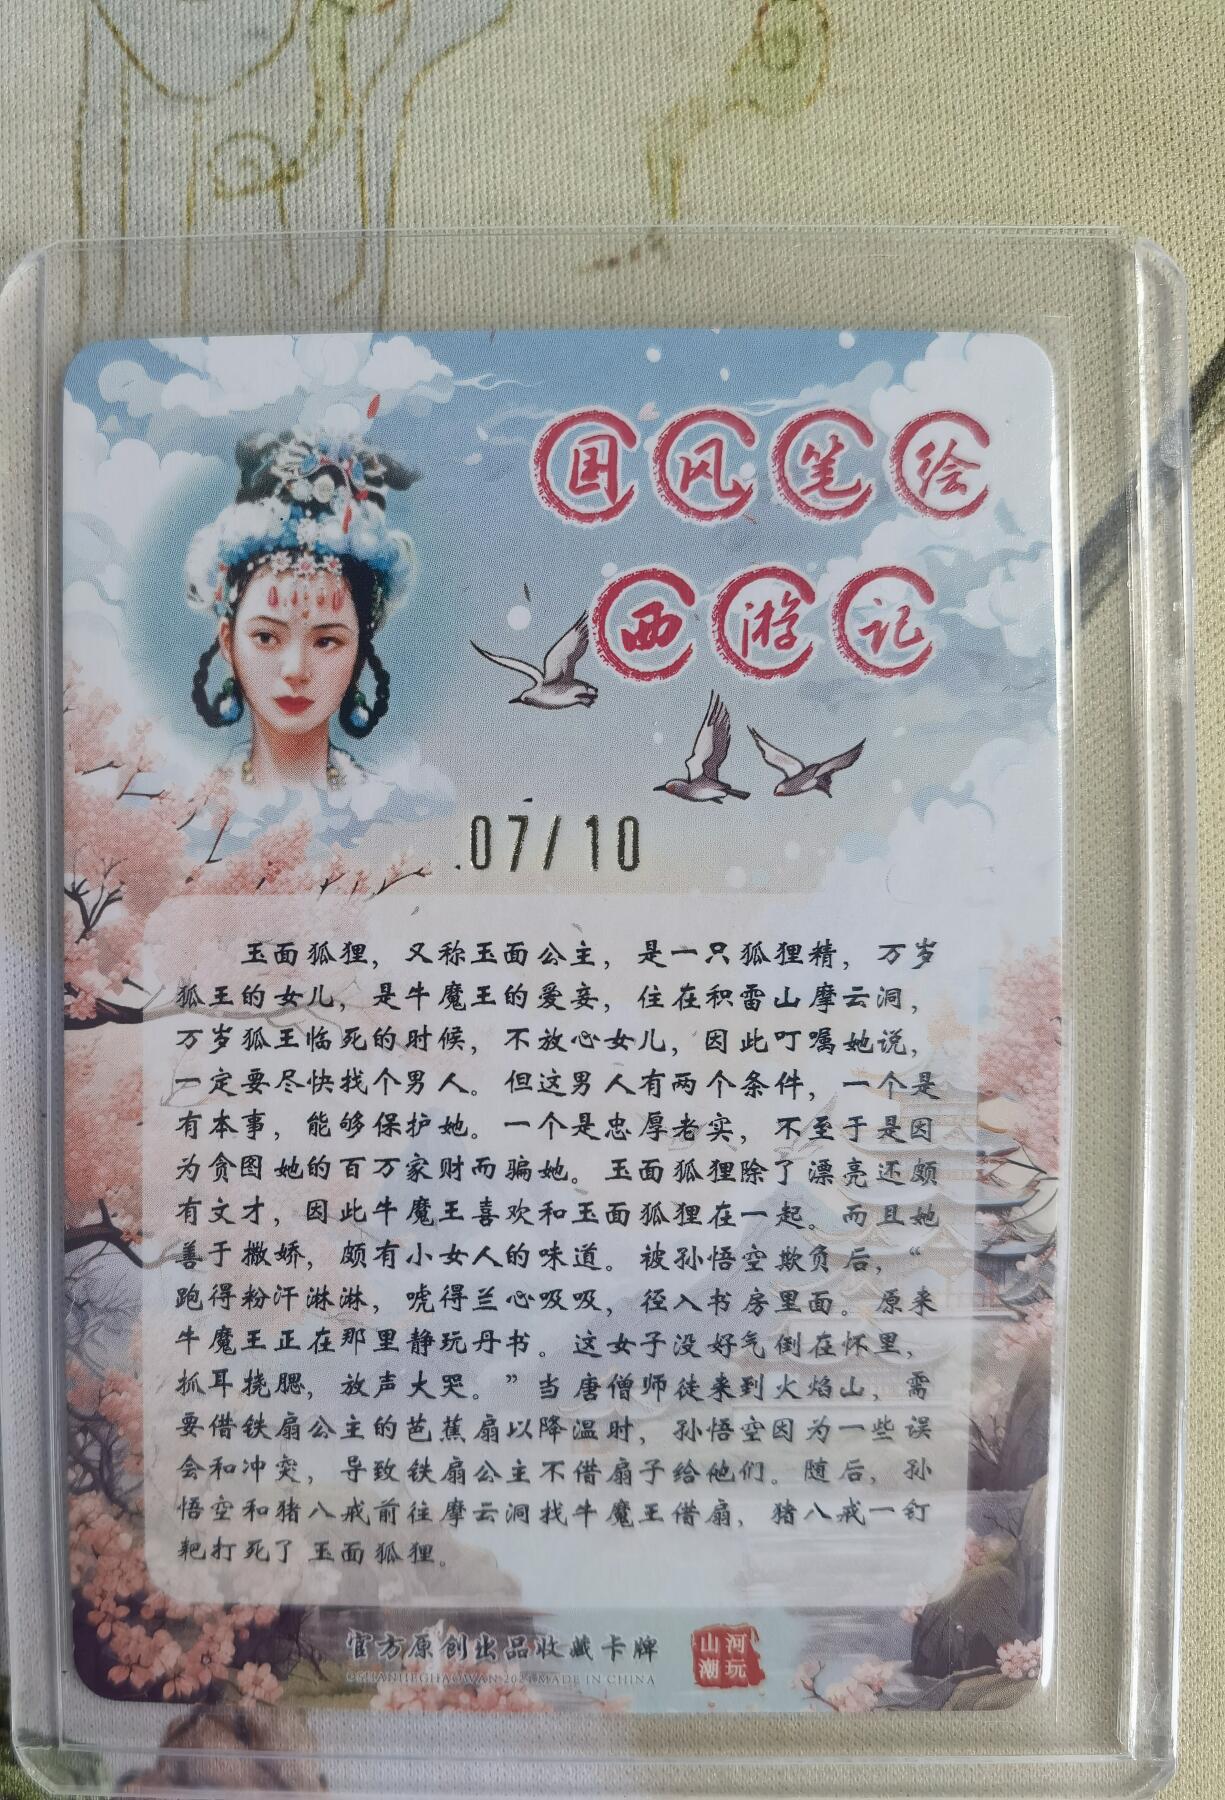 国风笔绘
西游记
.07/10
玉面狐狸，又称玉面公主，是一只狐狸精，万岁
狐王的女儿，是牛魔王的爱妾，住在积雷山摩云洞，
万岁狐王临死的时候，不放心女儿，因此叮嘱她说，
一定要尽快找个男人。但这男人有两个条件，一个是
有本事，能够保护她。一个是忠厚老实，不至于是因
为贪图她的百万家财而骗她。玉面狐狸除了漂亮还颇
有文才，因此牛魔王喜欢和玉面狐狸在一起。而且她
善于撒娇，颇有小女人的味道。被孙悟空欺负后，“
跑得粉汗淋淋，唬得兰心吸吸，径入书房里面。原来
牛魔王正在那里静玩丹书。这女子没好气倒在怀里，
抓耳挠腮，放声大哭。”当唐僧师徒来到火焰山，需
要借铁扇公主的芭蕉扇以降温时，孙悟空因为一些误
会和冲突，导致铁扇公主不借扇子给他们。随后，孙
悟空和猪八戒前往摩云洞找牛魔王借扇，猪八戒一钉
耙打死了玉面狐狸。
官方原创出品收藏卡牌
MADE IN CHINA
山河
潮玩